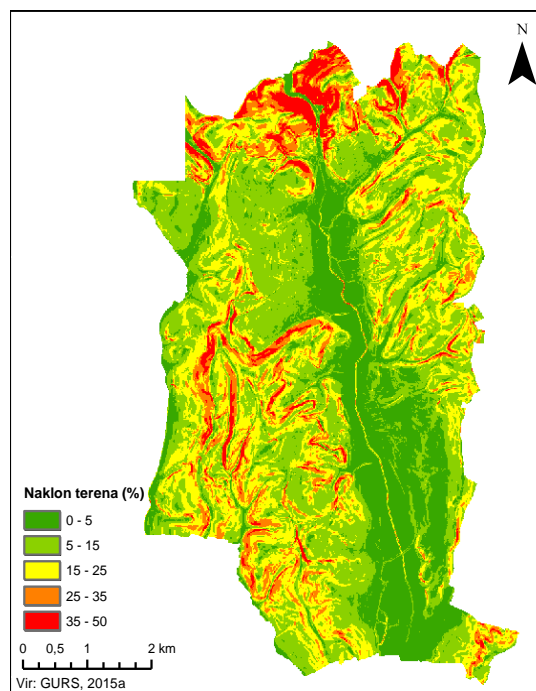 N
Naklon terena (%)
0 - 5
5 - 15
15 - 25
25 - 35
35 - 50
0 0,5 1 2 km
Vir: GURS, 2015a